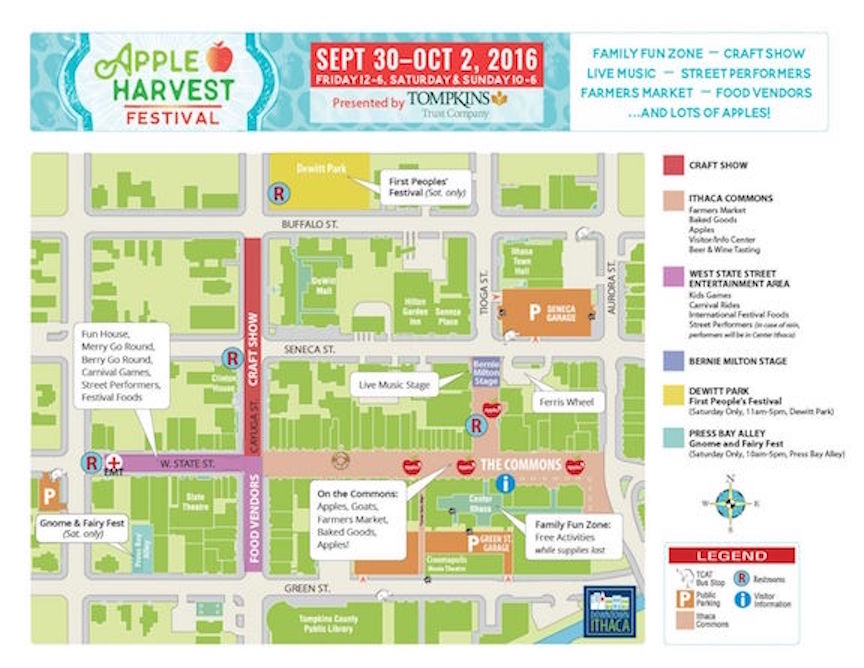 APPLE
HARVEST
FESTIVAL
SEPT 30–OCT 2, 2016
FRIDAY 12-6, SATURDAY & SUNDAY 10-6
Presented by TOMPKINS
Trust Company
FAMILY FUN ZONE — CRAFT SHOW
LIVE MUSIC — STREET PERFORMERS
FARMERS MARKET — FOOD VENDORS
...AND LOTS OF APPLES!
Dewitt Park
R
First Peoples'
Festival (Sat. only)
BUFFALO ST.
DeWitt
Mall
Hilton
Garden
Inn
Seneca
Place
TIOGA ST.
Ithaca
Town
Hall
P SENECA
GARAGE
AURORA ST.
Fun House,
Merry Go Round,
Berry Go Round,
Carnival Games,
Street Performers,
Festival Foods
CRAFT SHOW
SENECA ST.
R
Clinton
House
CAYUGA ST.
Bernie
Milton
Stage
Live Music Stage
Ferris Wheel
apples
R
R
EMT
W. STATE ST.
THE COMMONS
i
P
State
Theatre
FOOD VENDORS
On the Commons:
Apples, Goats,
Farmers Market,
Baked Goods,
Apples!
Center
Ithaca
Gnome & Fairy Fest
(Sat. only)
Press Bay
Alley
Family Fun Zone:
Free Activities
while supplies last
P GREEN ST.
GARAGE
Cinemapolis
Movie Theatre
GREEN ST.
Tompkins County
Public Library
DOWNTOWN
ITHACA
CRAFT SHOW
ITHACA COMMONS
Farmers Market
Baked Goods
Apples
Visitor/Info Center
Beer & Wine Tasting
WEST STATE STREET
ENTERTAINMENT AREA
Kids Games
Carnival Rides
International Festival Foods
Street Performers (in case of rain,
performers will be in Center Ithaca)
BERNIE MILTON STAGE
DEWITT PARK
First People's Festival
(Saturday Only, 11am-5pm, Dewitt Park)
PRESS BAY ALLEY
Gnome and Fairy Fest
(Saturday Only, 10am-5pm, Press Bay Alley)
N
W
E
S
LEGEND
TCAT
Bus Stop
R Restrooms
P Public
Parking
i Visitor
Information
Ithaca
Commons